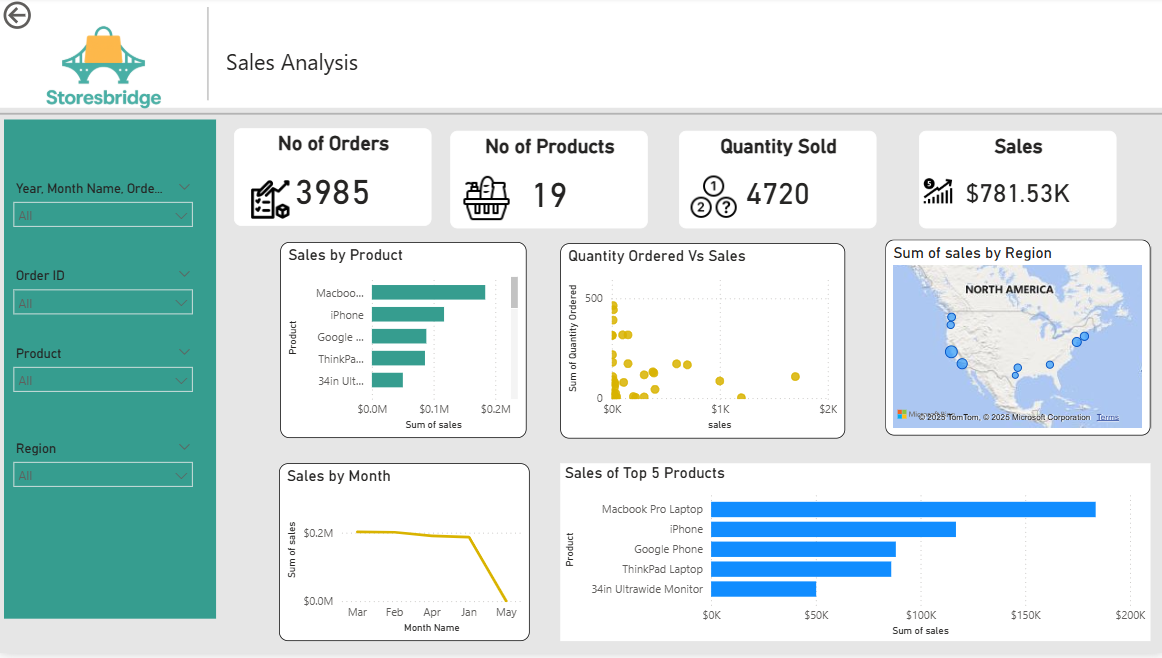 Storesbridge
Sales Analysis
Year, Month Name, Orde...
All
Order ID
All
Product
All
Region
All
No of Orders
3985
No of Products
19
Quantity Sold
1
2
?
4720
Sales
$
$781.53K
Sales by Product
Product
Macboo...
iPhone
Google ...
ThinkPa...
34in Ult...
$0.0M $0.1M $0.2M
Sum of sales
Quantity Ordered Vs Sales
Sum of Quantity Ordered
500
0
$0K $1K $2K
sales
Sum of sales by Region
NORTH AMERICA
© 2025 TomTom, © 2025 Microsoft Corporation Terms
Sales by Month
Sum of sales
$0.2M
$0.0M
Mar Feb Apr Jan May
Month Name
Sales of Top 5 Products
Product
Macbook Pro Laptop
iPhone
Google Phone
ThinkPad Laptop
34in Ultrawide Monitor
$0K $50K $100K $150K $200K
Sum of sales